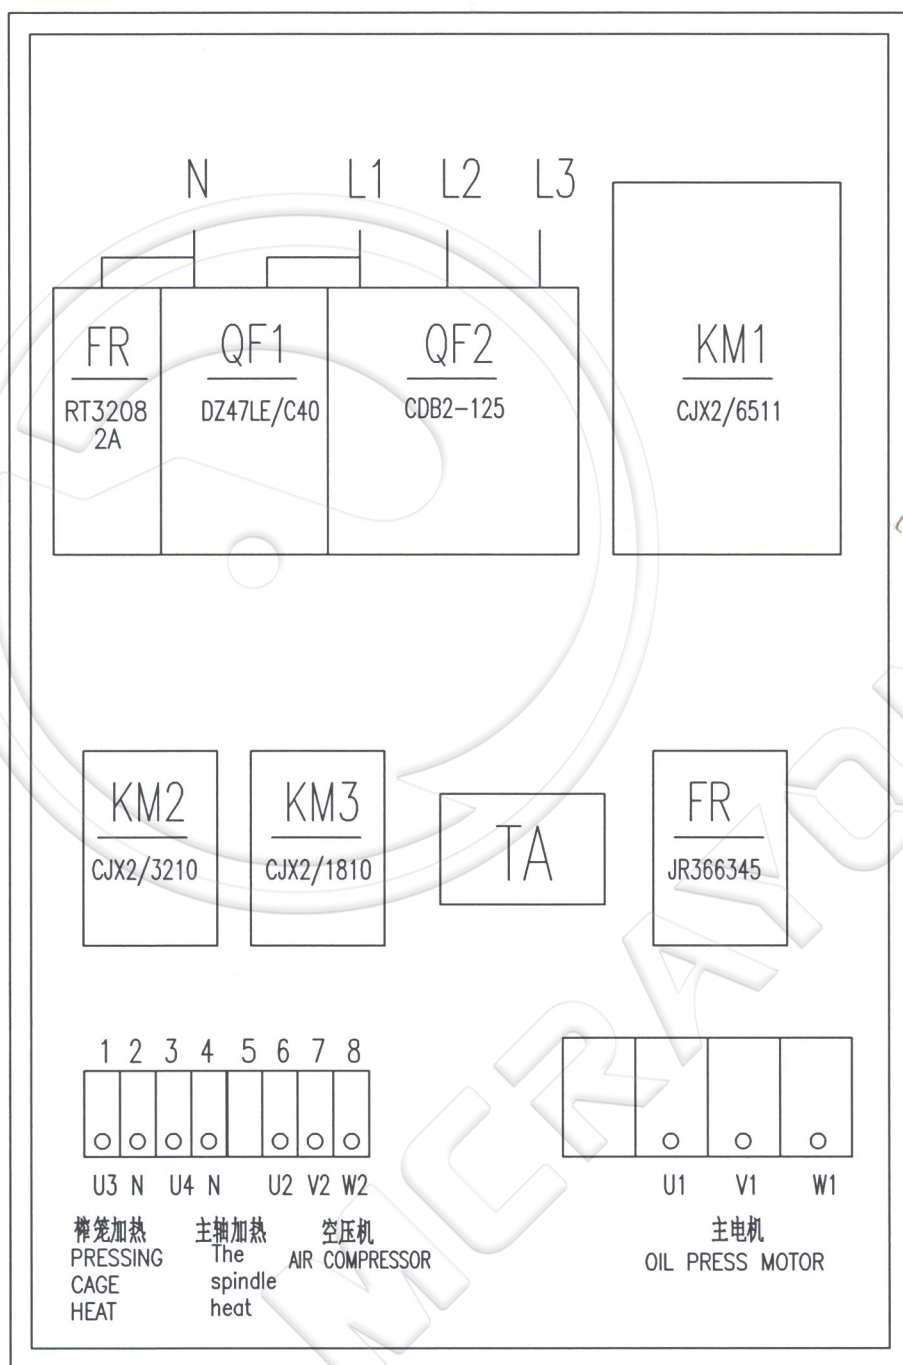 N L1 L2 L3
FR QF1 QF2 KM1
RT3208 DZ47LE/C40 CDB2-125 CJX2/6511
2A
KM2 KM3 TA FR
CJX2/3210 CJX2/1810 JR366345
1 2 3 4 5 6 7 8
U3 N U4 N U2 V2 W2 U1 V1 W1
榨笼加热 主轴加热 空压机 主电机
PRESSING The AIR COMPRESSOR OIL PRESS MOTOR
CAGE spindle
HEAT heat
MCRAYON